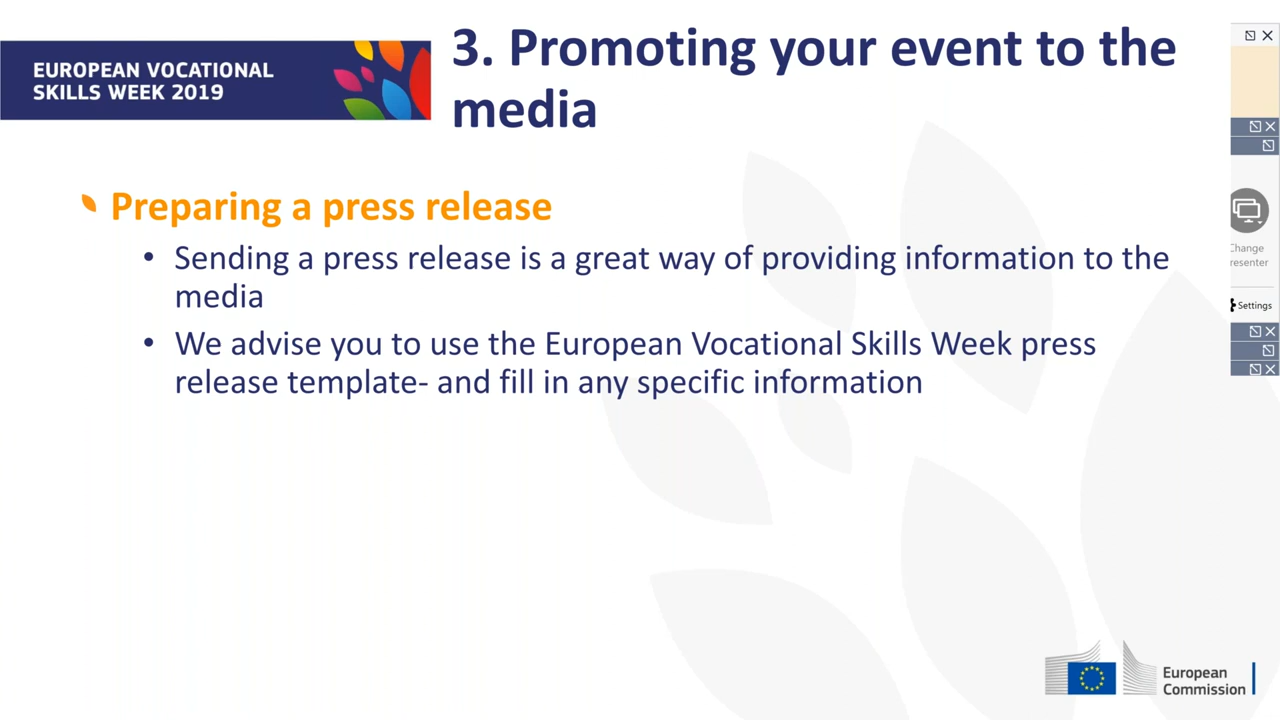 EUROPEAN VOCATIONAL
SKILLS WEEK 2019
3. Promoting your event to the
media
Preparing a press release
• Sending a press release is a great way of providing information to the
media
• We advise you to use the European Vocational Skills Week press
release template- and fill in any specific information
Change
resenter
Settings
European
Commission